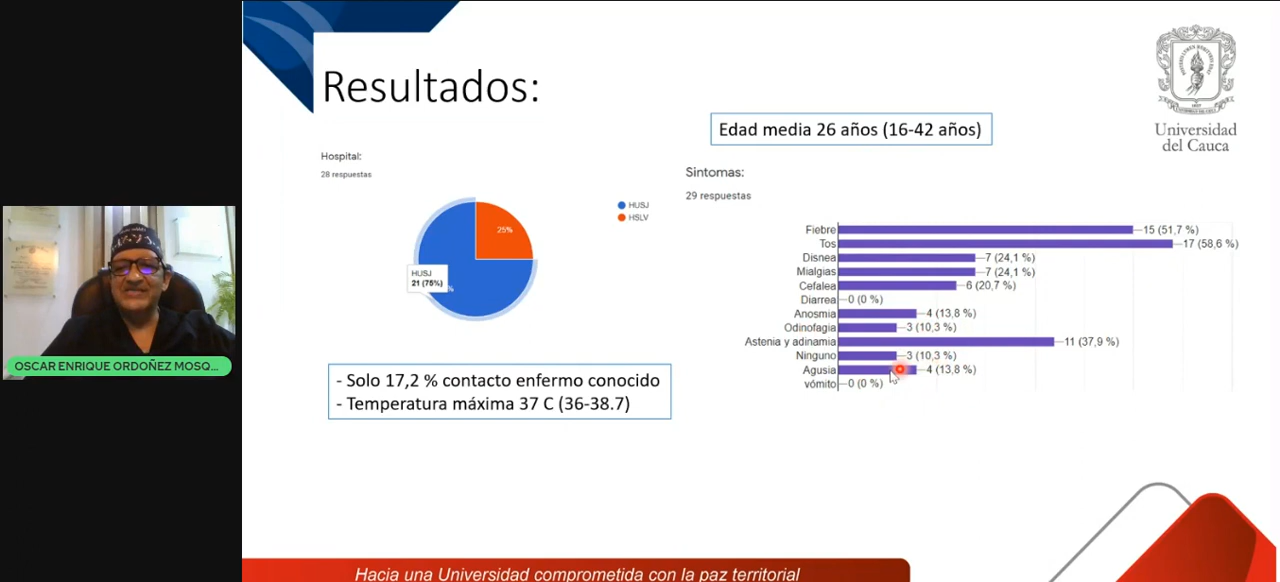 Resultados:
Universidad
del Cauca
Edad media 26 años (16-42 años)
Hospital:
28 respuestas
HUSJ
HSLV
25%
HUSJ
21 (75%)
Sintomas:
29 respuestas
Fiebre 15 (51,7 %)
Tos 17 (58,6 %)
Disnea 7 (24,1 %)
Mialgias 7 (24,1 %)
Cefalea 6 (20,7 %)
Diarrea 0 (0 %)
Anosmia 4 (13,8 %)
Odinofagia 3 (10,3 %)
Astenia y adinamia 11 (37,9 %)
Ninguno 3 (10,3 %)
Agusia 4 (13,8 %)
vómito 0 (0 %)
- Solo 17,2 % contacto enfermo conocido
- Temperatura máxima 37 C (36-38.7)
OSCAR ENRIQUE ORDOÑEZ MOSQ...
Hacia una Universidad comprometida con la paz territorial